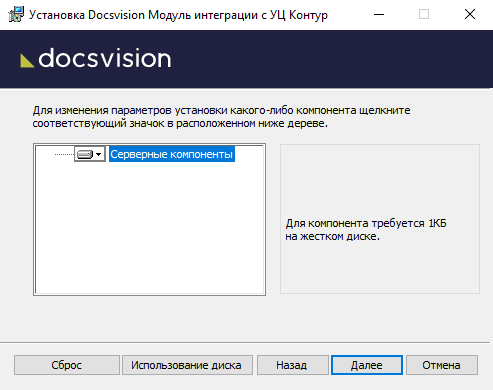 Установка Docsvision Модуль интеграции с УЦ Контур
docsvision
Для изменения параметров установки какого-либо компонента щелкните
соответствующий значок в расположенном ниже дереве.
Серверные компоненты
Для компонента требуется 1КБ
на жестком диске.
Сброс
Использование диска
Назад
Далее
Отмена